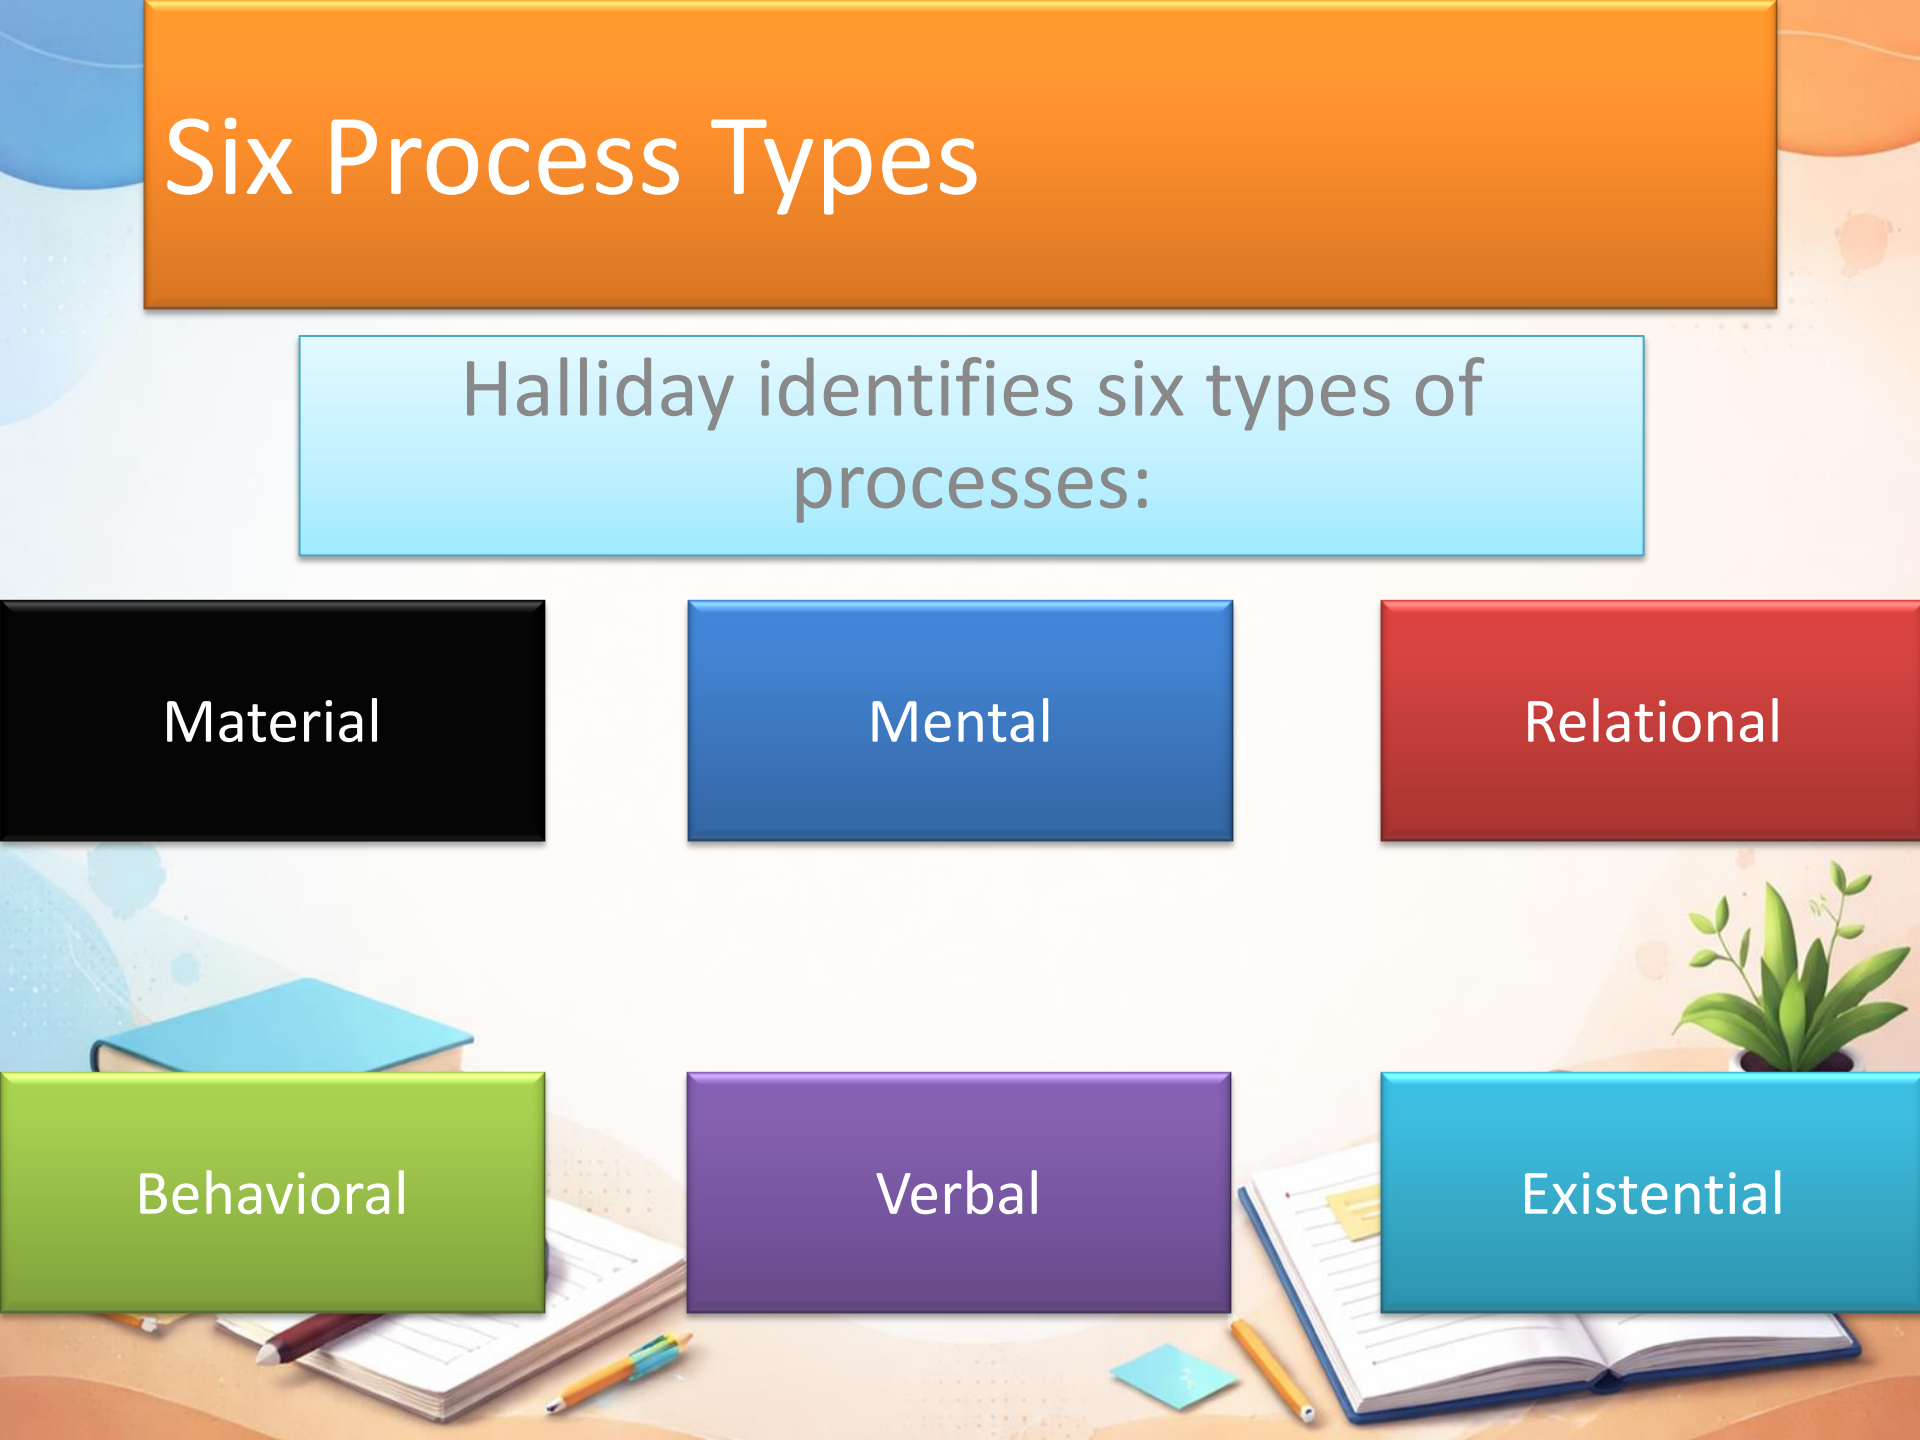 Six Process Types
Halliday identifies six types of
processes:
Material
Mental
Relational
Behavioral
Verbal
Existential